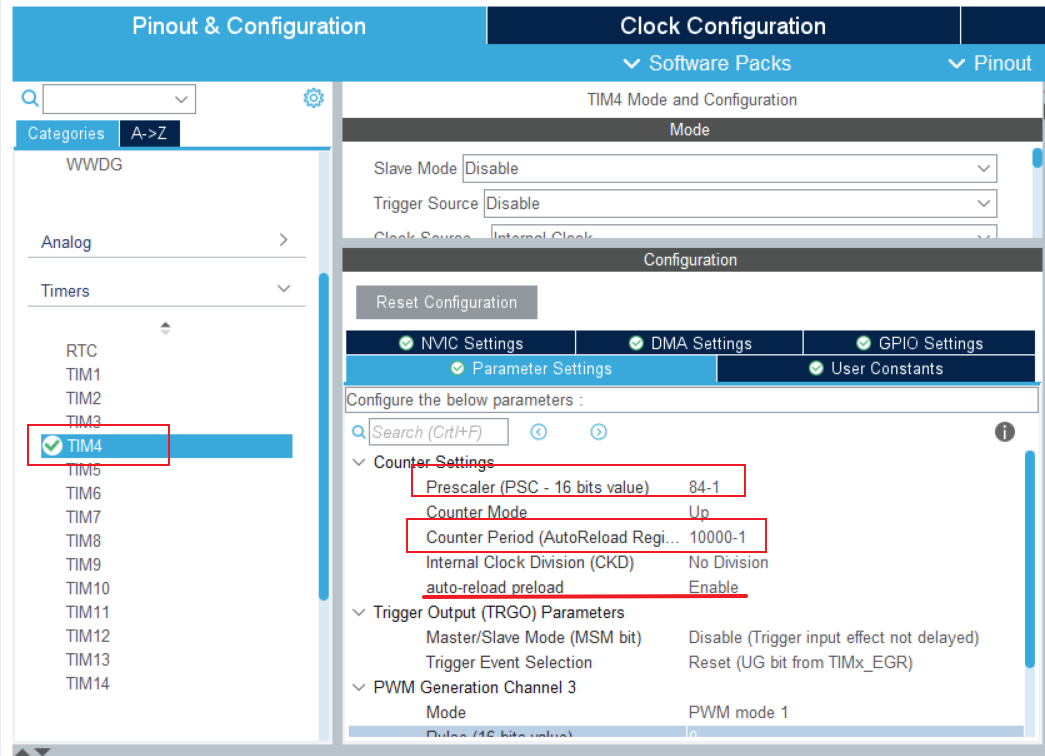 Pinout & Configuration
Clock Configuration
Software Packs
Pinout
Categories
A->Z
WWDG
Analog
Timers
RTC
TIM1
TIM2
TIM3
TIM4
TIM5
TIM6
TIM7
TIM8
TIM9
TIM10
TIM11
TIM12
TIM13
TIM14
TIM4 Mode and Configuration
Mode
Slave Mode Disable
Trigger Source Disable
Clock Source Internal Clock
Configuration
Reset Configuration
NVIC Settings
DMA Settings
GPIO Settings
Parameter Settings
User Constants
Configure the below parameters :
Search (Crtl+F)
Counter Settings
Prescaler (PSC - 16 bits value) 84-1
Counter Mode Up
Counter Period (AutoReload Regi... 10000-1
Internal Clock Division (CKD) No Division
auto-reload preload Enable
Trigger Output (TRGO) Parameters
Master/Slave Mode (MSM bit) Disable (Trigger input effect not delayed)
Trigger Event Selection Reset (UG bit from TIMx_EGR)
PWM Generation Channel 3
Mode PWM mode 1
Pulse (16 bits value) 0